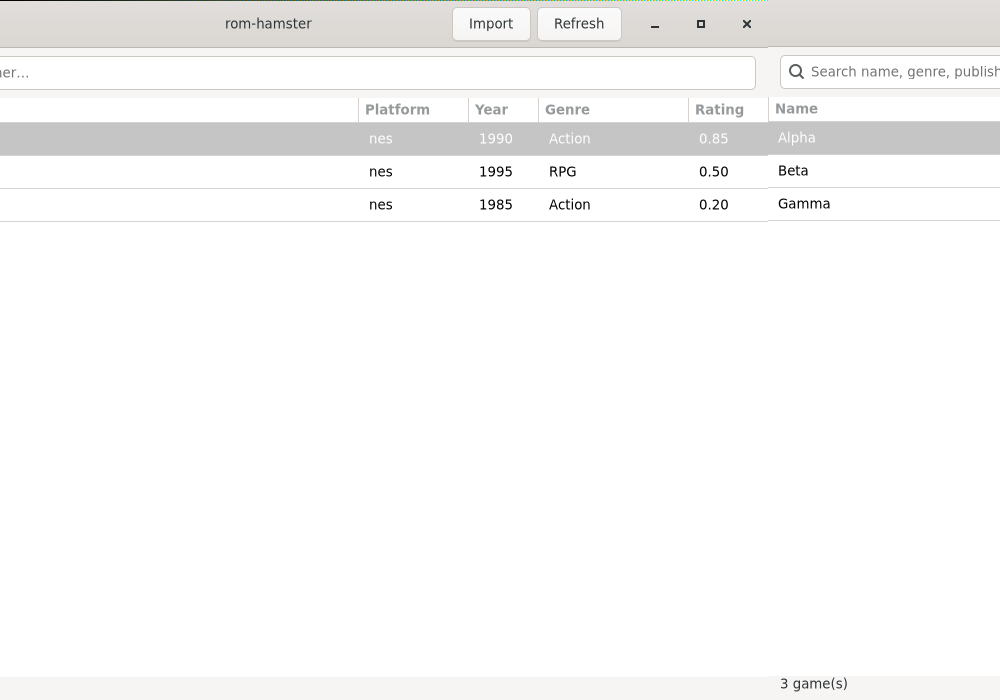 rom-hamster Import Refresh
her... Search name, genre, publish
Platform Year Genre Rating Name
nes 1990 Action 0.85 Alpha
nes 1995 RPG 0.50 Beta
nes 1985 Action 0.20 Gamma
3 game(s)